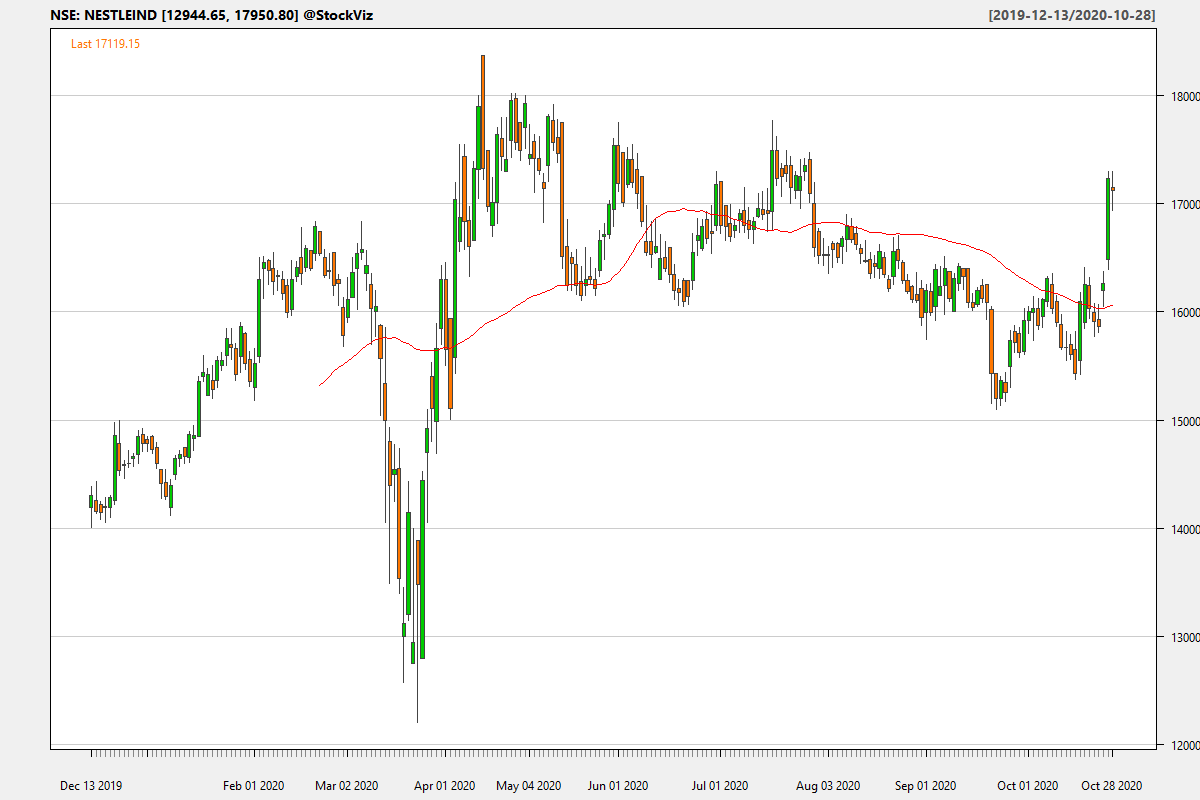 NSE: NESTLEIND [12944.65, 17950.80] @StockViz
[2019-12-13/2020-10-28]
Last 17119.15
18000
17000
16000
15000
14000
13000
12000
Dec 13 2019 Feb 01 2020 Mar 02 2020 Apr 01 2020 May 04 2020 Jun 01 2020 Jul 01 2020 Aug 03 2020 Sep 01 2020 Oct 01 2020 Oct 28 2020